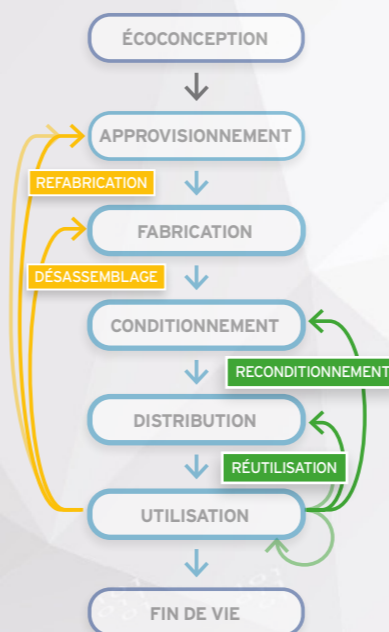 ÉCOCONCEPTION
APPROVISIONNEMENT
REFABRICATION
FABRICATION
DÉSASSEMBLAGE
CONDITIONNEMENT
RECONDITIONNEMENT
DISTRIBUTION
RÉUTILISATION
UTILISATION
FIN DE VIE